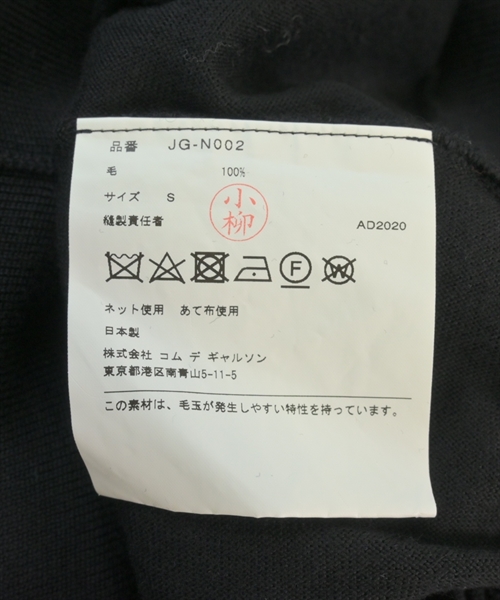 品番 JG-N002
毛 100%
サイズ S
小柳
縫製責任者 AD2020
F
W
ネット使用 あて布使用
日本製
株式会社 コム デ ギャルソン
東京都港区南青山5-11-5
この素材は、毛玉が発生しやすい特性を持っています。